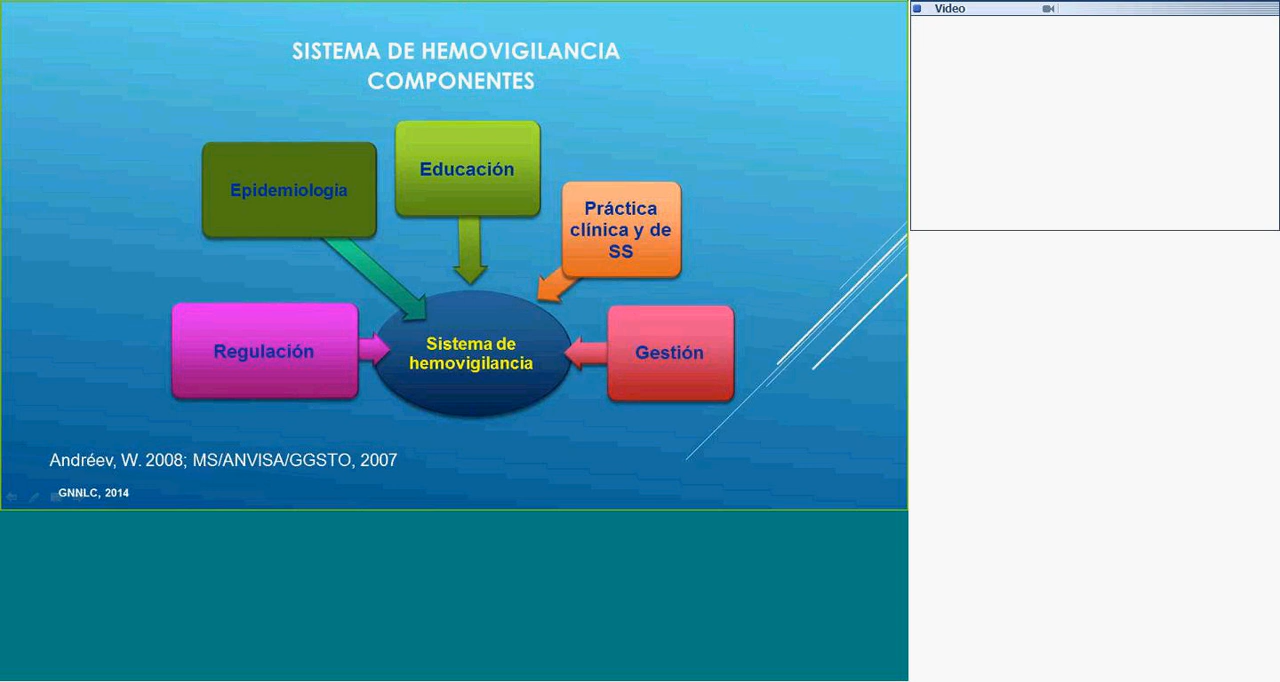 Video
SISTEMA DE HEMOVIGILANCIA
COMPONENTES
Educación
Epidemiología
Práctica
clínica y de
SS
Regulación
Sistema de
hemovigilancia
Gestión
Andréev, W. 2008; MS/ANVISA/GGSTO, 2007
GNNLC, 2014